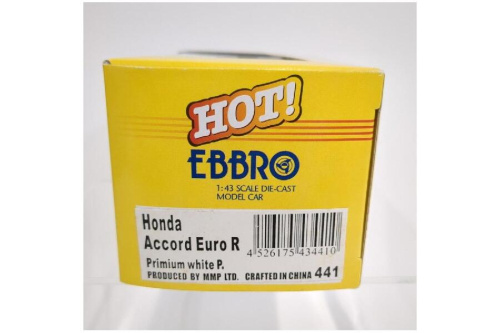 HOT!
EBBRO
1:43 SCALE DIE-CAST
MODEL CAR
Honda
Accord Euro R
4 526175 434410
Primium white P.
PRODUCED BY MMP LTD. CRAFTED IN CHINA 441